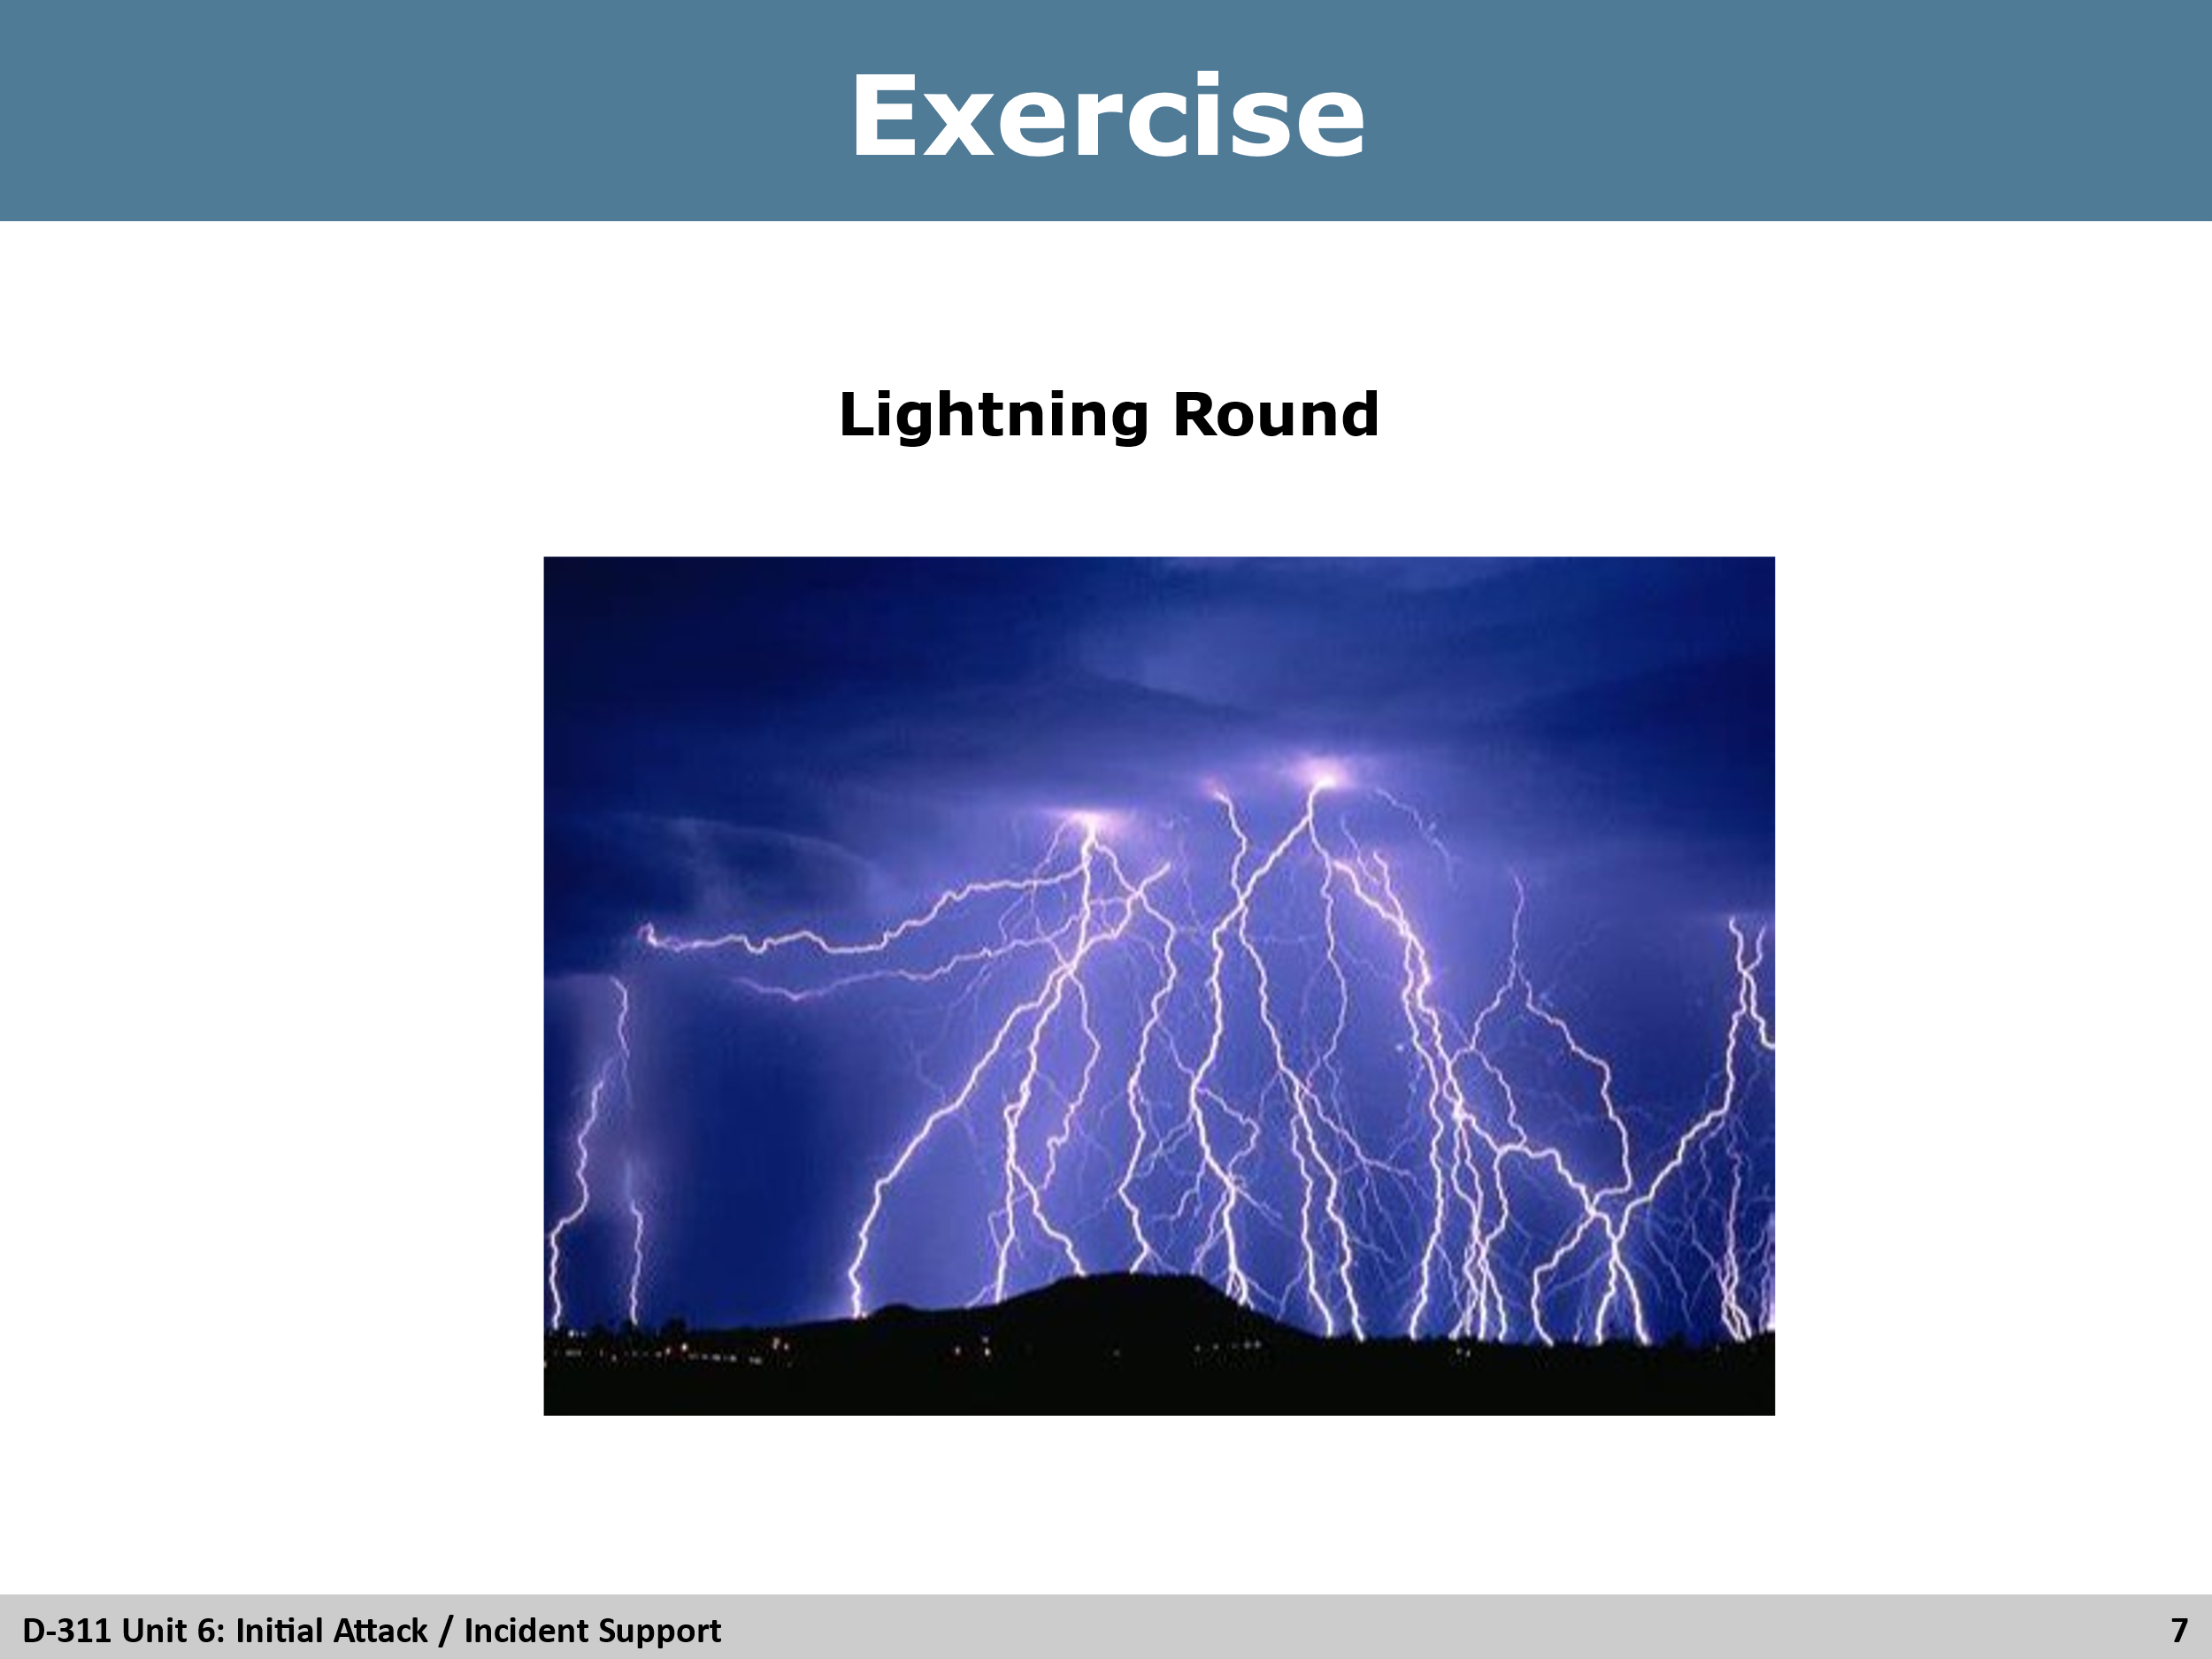 Exercise
Lightning Round
D-311 Unit 6: Initial Attack / Incident Support
7